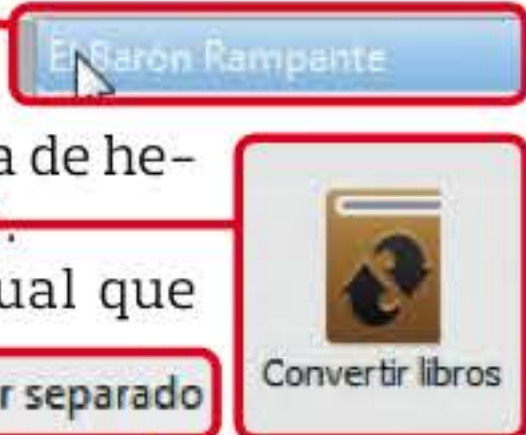 El Barón Rampante
a de he-
.
ual que
r separado
Convertir libros